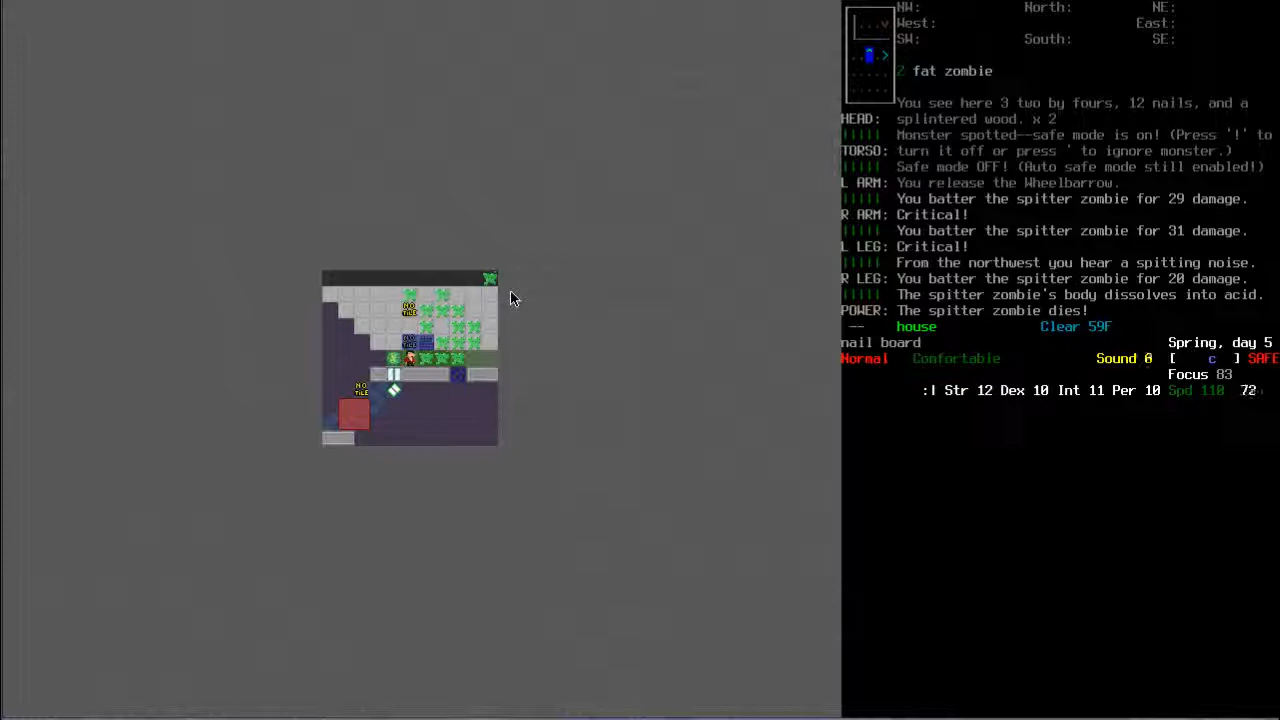 NW: North: NE:
West: East:
SW: South: SE:
2 fat zombie
You see here 3 two by fours, 12 nails, and a
HEAD: splintered wood. x 2
||||| Monster spotted--safe mode is on! (Press '!' to
TORSO: turn it off or press ' to ignore monster.)
||||| Safe mode OFF! (Auto safe mode still enabled!)
L ARM: You release the Wheelbarrow.
||||| You batter the spitter zombie for 29 damage.
R ARM: Critical!
||||| You batter the spitter zombie for 31 damage.
L LEG: Critical!
||||| From the northwest you hear a spitting noise.
R LEG: You batter the spitter zombie for 20 damage.
||||| The spitter zombie's body dissolves into acid.
POWER: The spitter zombie dies!
-- house Clear 59F
nail board Spring, day 5
Normal Comfortable Sound 6 [ c ] SAFE
Focus 83
:| Str 12 Dex 10 Int 11 Per 10 Spd 110 72
NO
TILE
NO
TILE